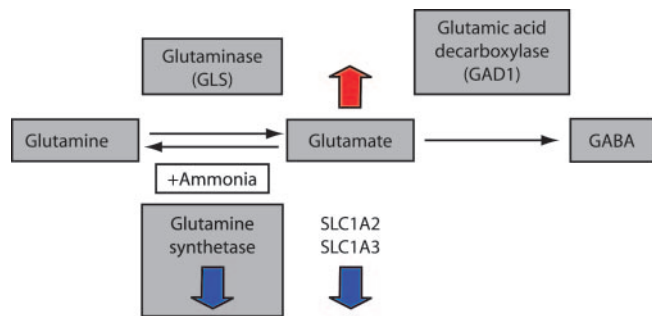 Glutaminase
(GLS)
Glutamic acid
decarboxylase
(GAD1)
Glutamine
Glutamate
GABA
+Ammonia
Glutamine
synthetase
SLC1A2
SLC1A3